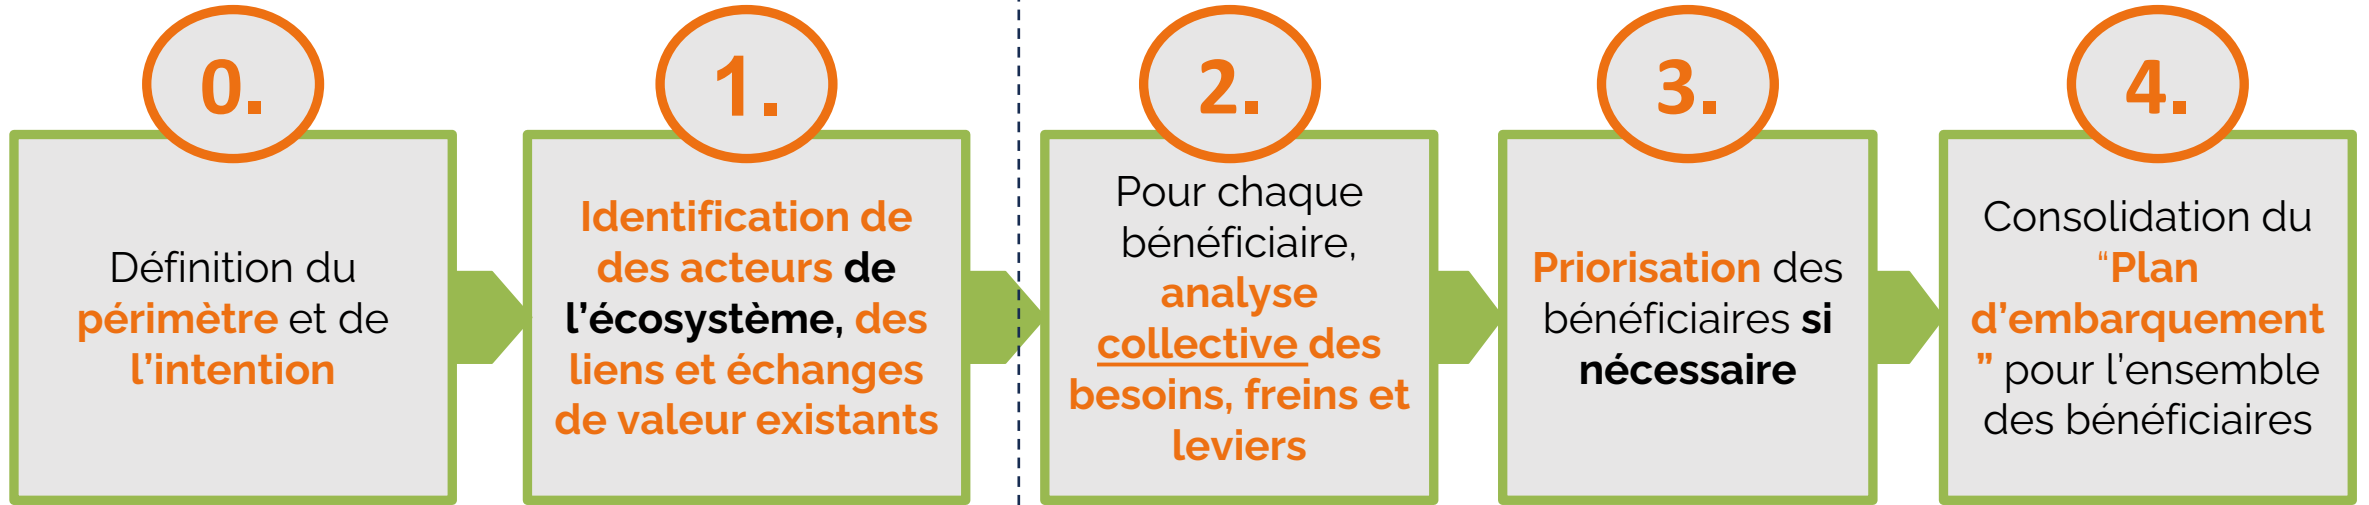 0.
Définition du
périmètre et de
l’intention
1.
Identification de
des acteurs de
l’écosystème, des
liens et échanges
de valeur existants
2.
Pour chaque
bénéficiaire,
analyse
collective des
besoins, freins et
leviers
3.
Priorisation des
bénéficiaires si
nécessaire
4.
Consolidation du
“Plan
d’embarquement
” pour l’ensemble
des bénéficiaires